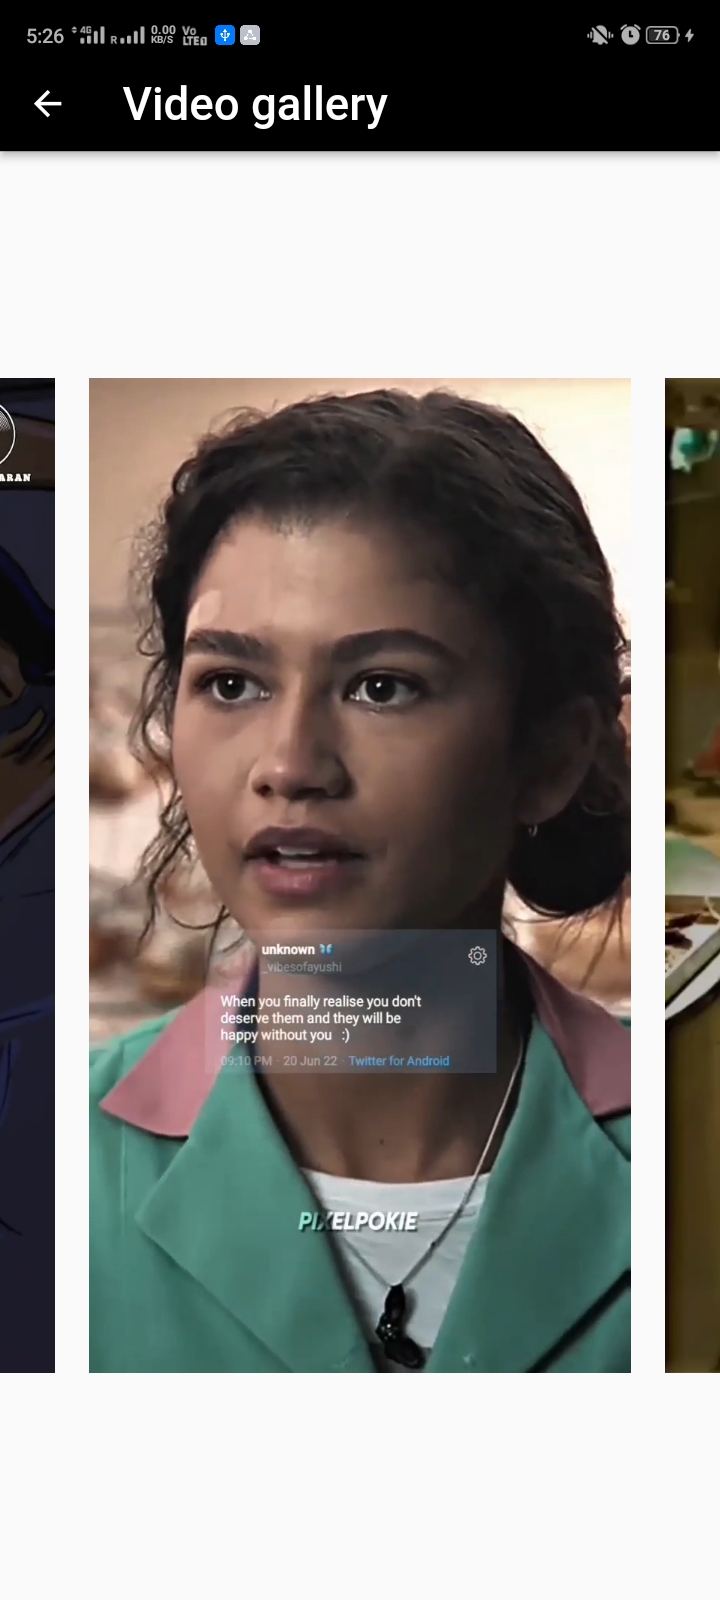 5:26 4G R 0.00 KB/S Vo LTE 76
Video gallery
ARAN
unknown
_vibesofayushi
When you finally realise you don't
deserve them and they will be
happy without you :)
09:10 PM · 20 Jun 22 · Twitter for Android
PIXELPOKIE